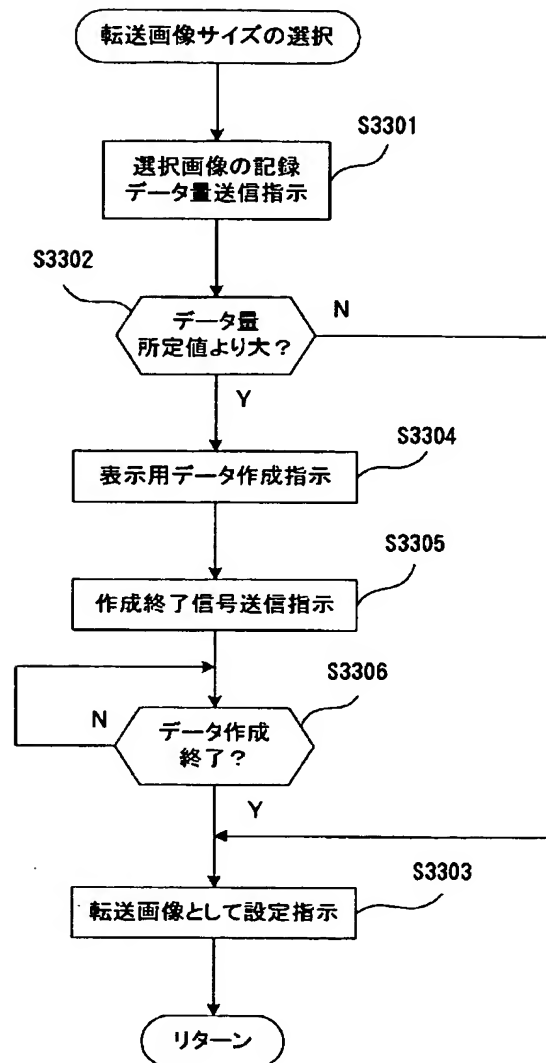 転送画像サイズの選択
S3301
選択画像の記録
データ量送信指示
S3302
データ量
所定値より大?
N
Y
S3304
表示用データ作成指示
S3305
作成終了信号送信指示
S3306
N
データ作成
終了?
Y
S3303
転送画像として設定指示
リターン